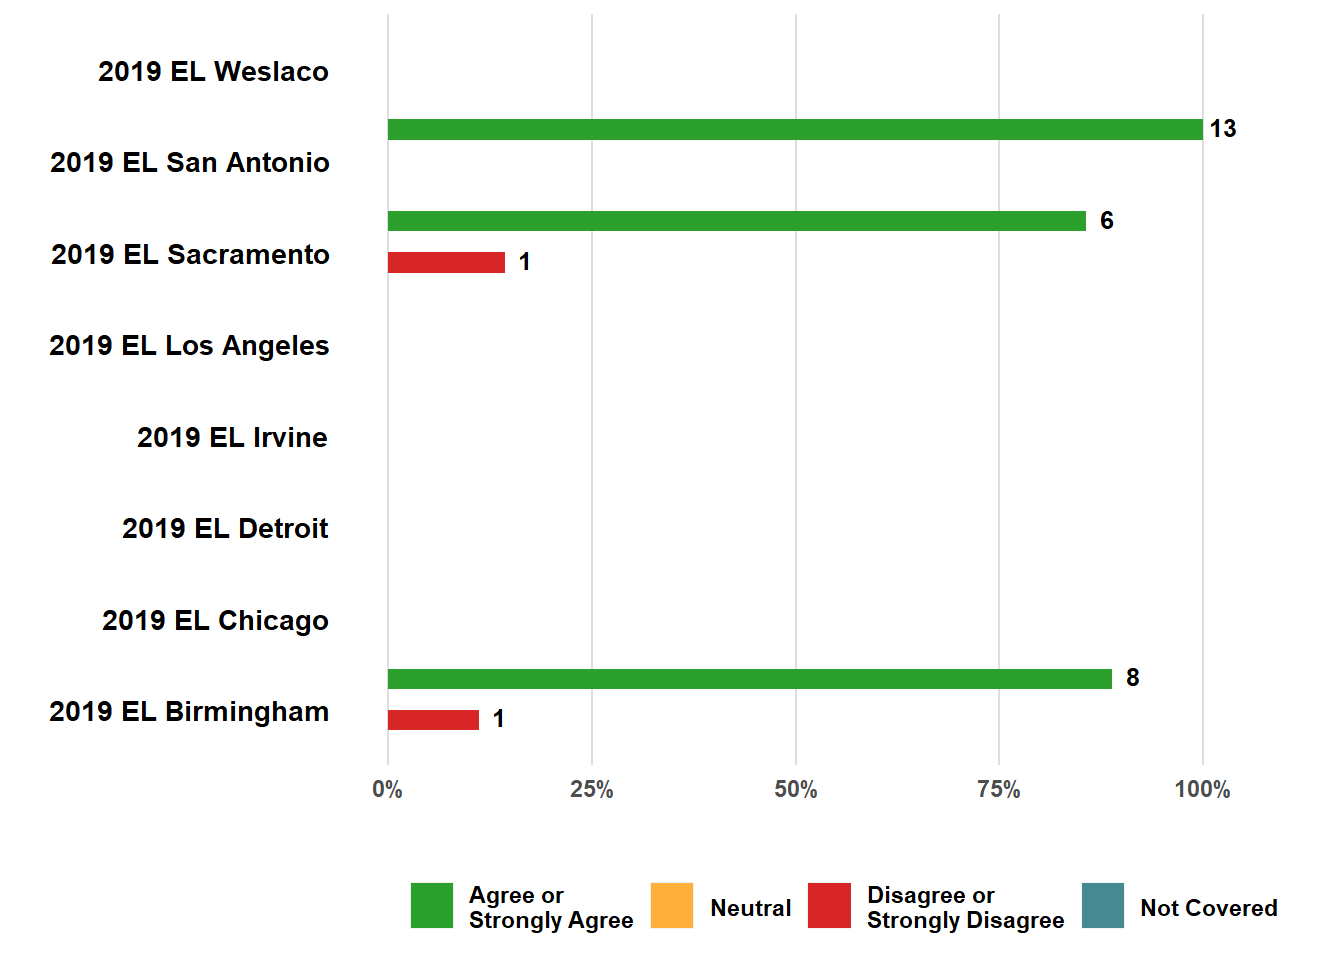 2019 EL Weslaco
13
2019 EL San Antonio
6
2019 EL Sacramento
1
2019 EL Los Angeles
2019 EL Irvine
2019 EL Detroit
2019 EL Chicago
8
2019 EL Birmingham
1
0% 25% 50% 75% 100%
Agree or
Strongly Agree
Neutral
Disagree or
Strongly Disagree
Not Covered